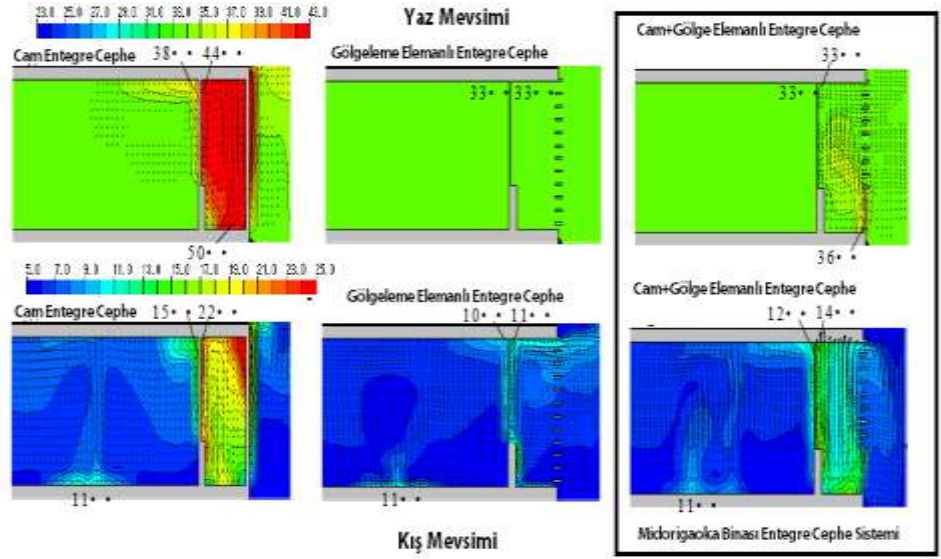 Yaz Mevsimi
23.0 25.0 27.0 29.0 31.0 33.0 35.0 37.0 39.0 41.0 43.0
Cam Entegre Cephe
38• • 44• •
50• •
Gölgeleme Elemanlı Entegre Cephe
33• • 33• •
Cam+Gölge Elemanlı Entegre Cephe
33• •
33• •
36• •
5.0 7.0 9.0 11.0 13.0 15.0 17.0 19.0 21.0 23.0 25.0
Cam Entegre Cephe
15• • 22• •
11• •
Gölgeleme Elemanlı Entegre Cephe
10• • 11• •
11• •
Cam+Gölge Elemanlı Entegre Cephe
12• • 14• •
11• •
Midorigaoka Binası Entegre Cephe Sistemi
Kış Mevsimi